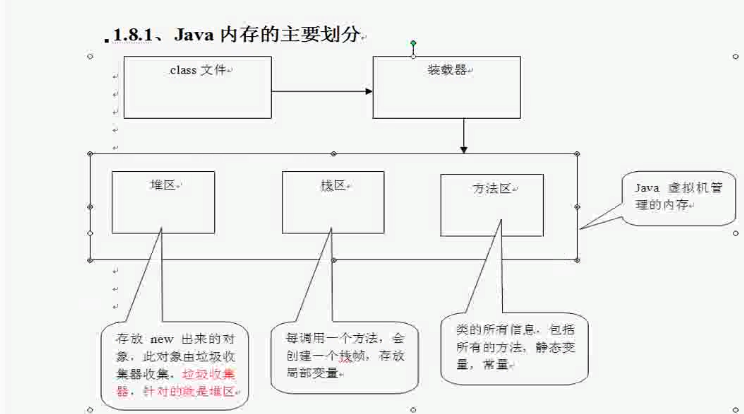 1.8.1、Java 内存的主要划分
.class 文件
装载器
堆区
栈区
方法区
Java 虚拟机管
理的内存
存放 new 出来的对
象，此对象由垃圾收
集器收集，垃圾收集
器，针对的就是堆区
每调用一个方法，会
创建一个栈帧，存放
局部变量
类的所有信息，包括
所有的方法，静态变
量，常量